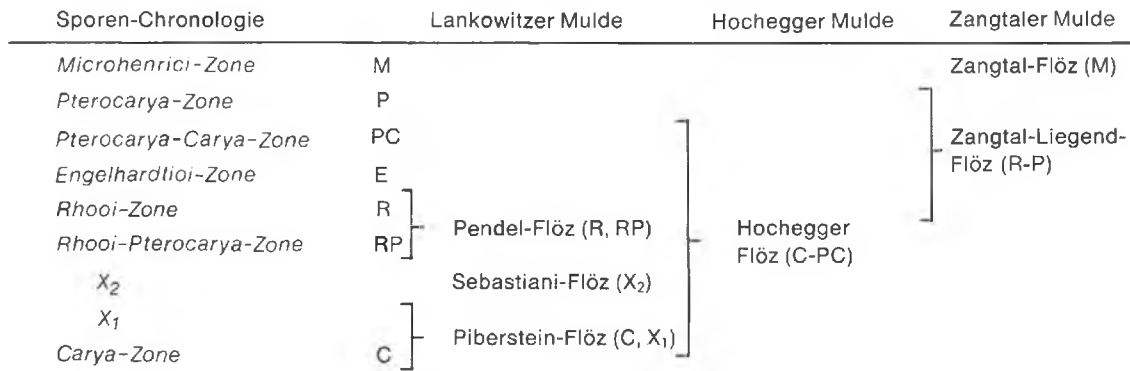 Sporen-Chronologie Lankowitzer Mulde Hochegger Mulde Zangtaler Mulde
Microhenrici-Zone M Zangtal-Flöz (M)
Pterocarya-Zone P
Pterocarya-Carya-Zone PC Zangtal-Liegend-
Engelhardtioi-Zone E Flöz (R-P)
Rhooi-Zone R
Pendel-Flöz (R, RP) Hochegger
Rhooi-Pterocarya-Zone RP
Flöz (C-PC)
X2 Sebastiani-Flöz (X2)
X1
Piberstein-Flöz (C, X1)
Carya-Zone C